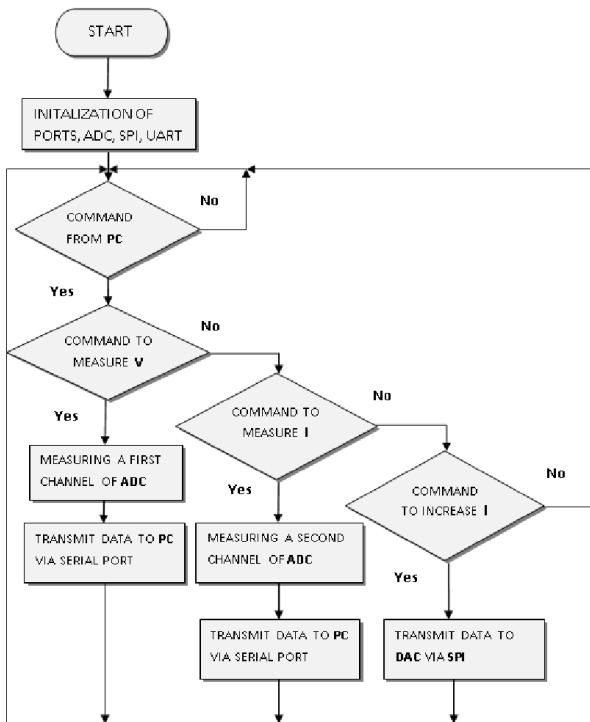 START
INITALIZATION OF
PORTS, ADC, SPI, UART
No
COMMAND
FROM PC
Yes
No
COMMAND TO
MEASURE V
Yes
No
COMMAND TO
MEASURE I
MEASURING A FIRST
CHANNEL OF ADC
Yes
No
COMMAND
TO INCREASE I
TRANSMIT DATA TO PC
VIA SERIAL PORT
MEASURING A SECOND
CHANNEL OF ADC
Yes
TRANSMIT DATA TO PC
VIA SERIAL PORT
TRANSMIT DATA TO
DAC VIA SPI